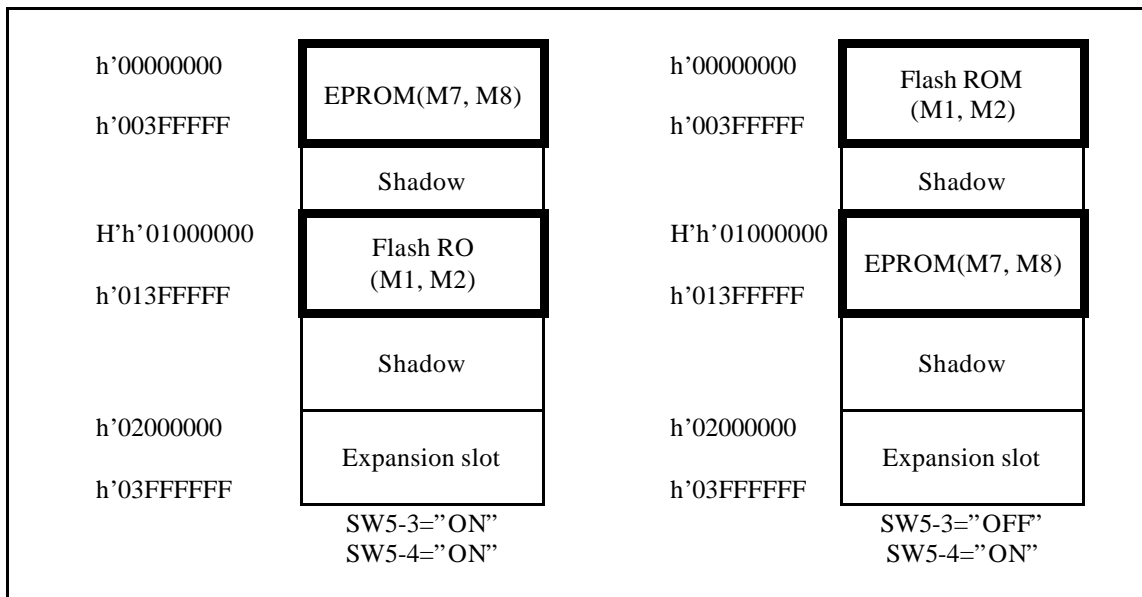 h’00000000
EPROM(M7, M8)
h’003FFFFF
Shadow
H’h’01000000
Flash RO
(M1, M2)
h’013FFFFF
Shadow
h’02000000
Expansion slot
h’03FFFFFF
SW5-3=”ON”
SW5-4=”ON”
h’00000000
Flash ROM
(M1, M2)
h’003FFFFF
Shadow
H’h’01000000
EPROM(M7, M8)
h’013FFFFF
Shadow
h’02000000
Expansion slot
h’03FFFFFF
SW5-3=”OFF”
SW5-4=”ON”